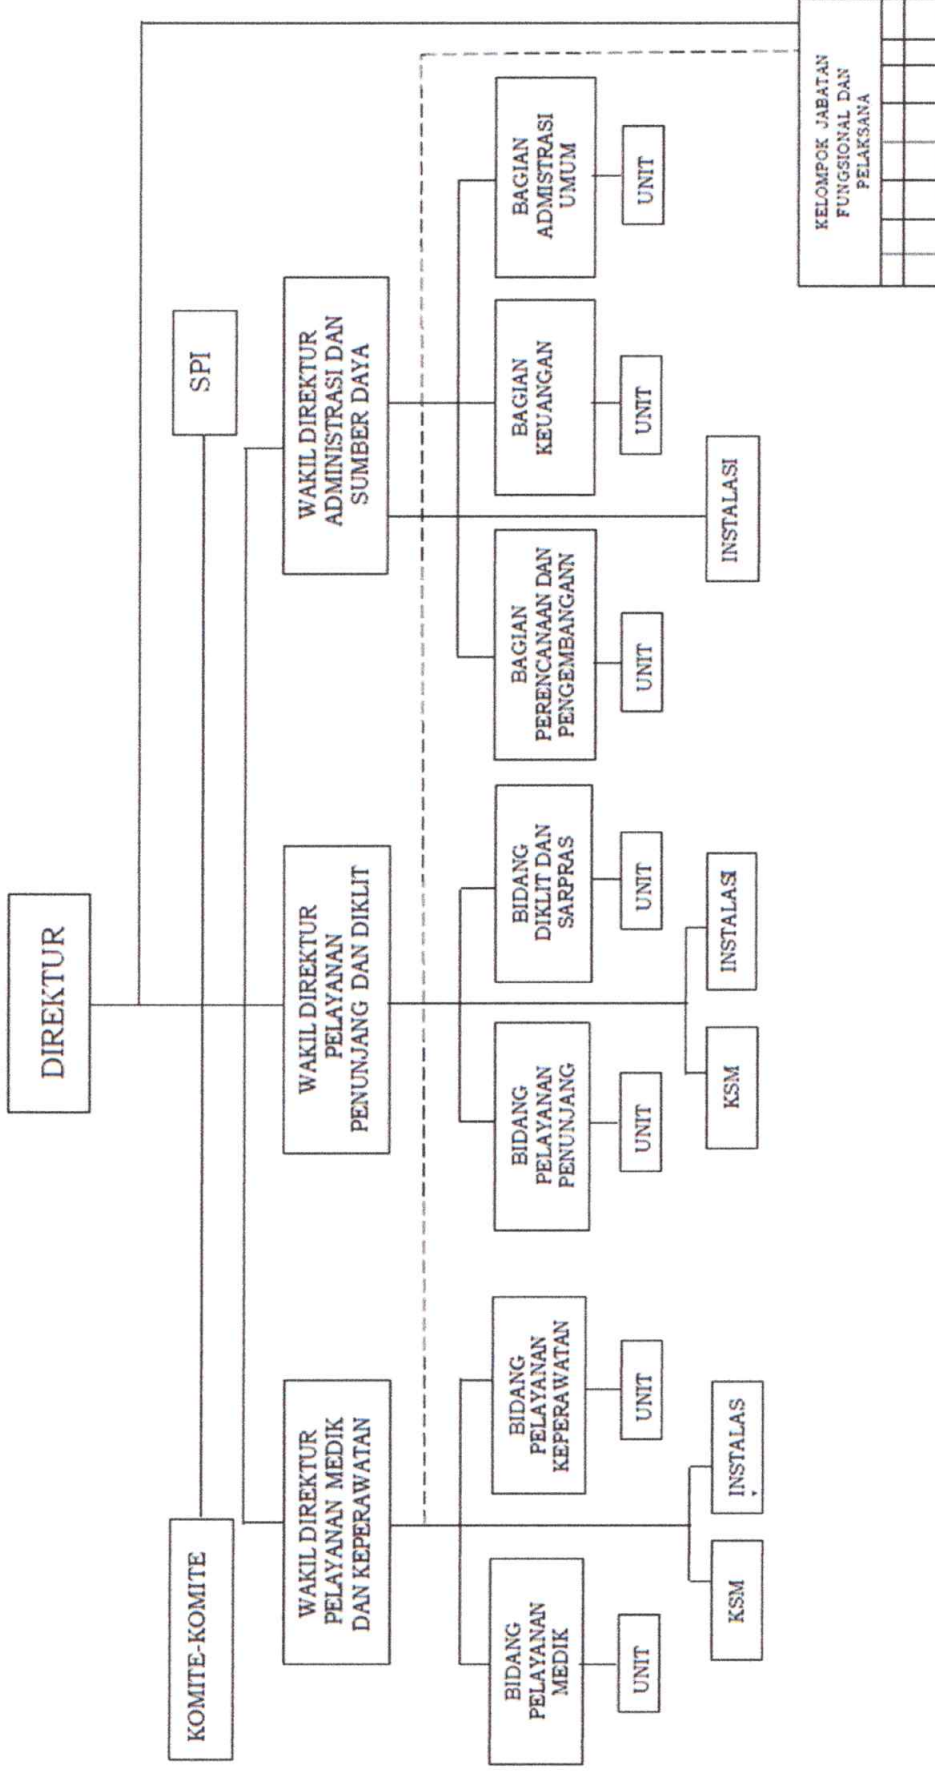 DIREKTUR
KOMITE-KOMITE
SPI
WAKIL DIREKTUR
PELAYANAN MEDIK
DAN KEPERAWATAN
WAKIL DIREKTUR
PELAYANAN
PENUNJANG DAN DIKLIT
WAKIL DIREKTUR
ADMINISTRASI DAN
SUMBER DAYA
BIDANG
PELAYANAN
MEDIK
BIDANG
PELAYANAN
KEPERAWATAN
BIDANG
PELAYANAN
PENUNJANG
BIDANG
DIKLIT DAN
SARPRAS
BAGIAN
PERENCANAAN DAN
PENGEMBANGANN
BAGIAN
KEUANGAN
BAGIAN
ADMISTRASI
UMUM
UNIT
UNIT
UNIT
UNIT
UNIT
UNIT
UNIT
KSM
INSTALAS
KSM
INSTALASI
INSTALASI
KELOMPOK JABATAN
FUNGSIONAL DAN
PELAKSANA